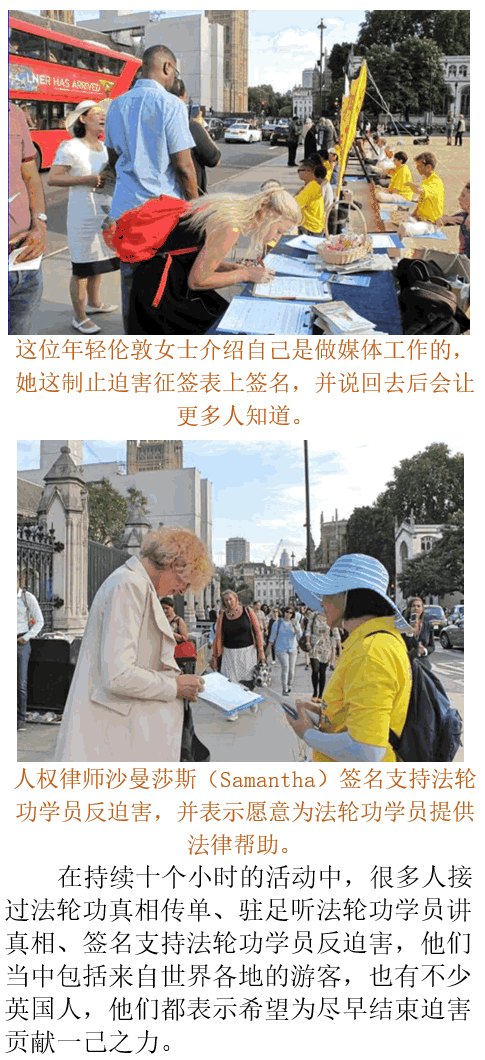 LNER HAS ARRIVED
这位年轻伦敦女士介绍自己是做媒体工作的，
她这制止迫害征签表上签名，并说回去后会让
更多人知道。
人权律师沙曼莎斯（Samantha）签名支持法轮
功学员反迫害，并表示愿意为法轮功学员提供
法律帮助。
在持续十个小时的活动中，很多人接
过法轮功真相传单、驻足听法轮功学员讲
真相、签名支持法轮功学员反迫害，他们
当中包括来自世界各地的游客，也有不少
英国人，他们都表示希望为尽早结束迫害
贡献一己之力。